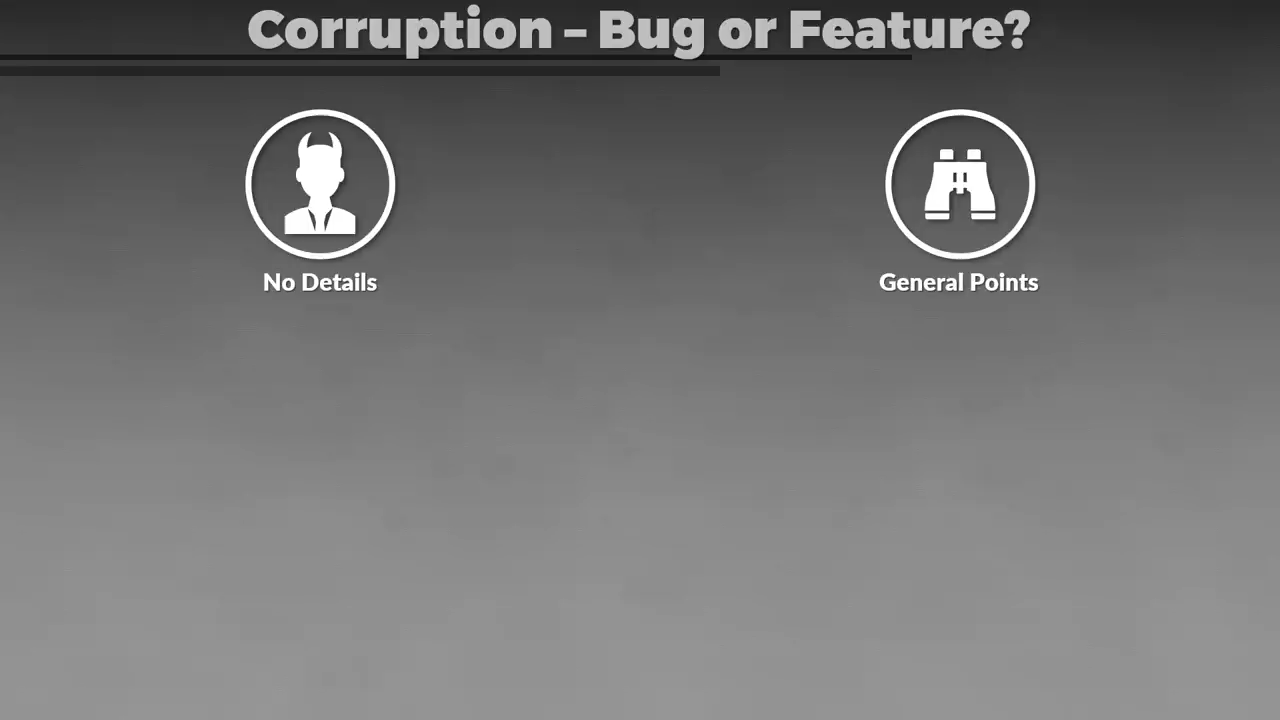 Corruption – Bug or Feature?
No Details
General Points